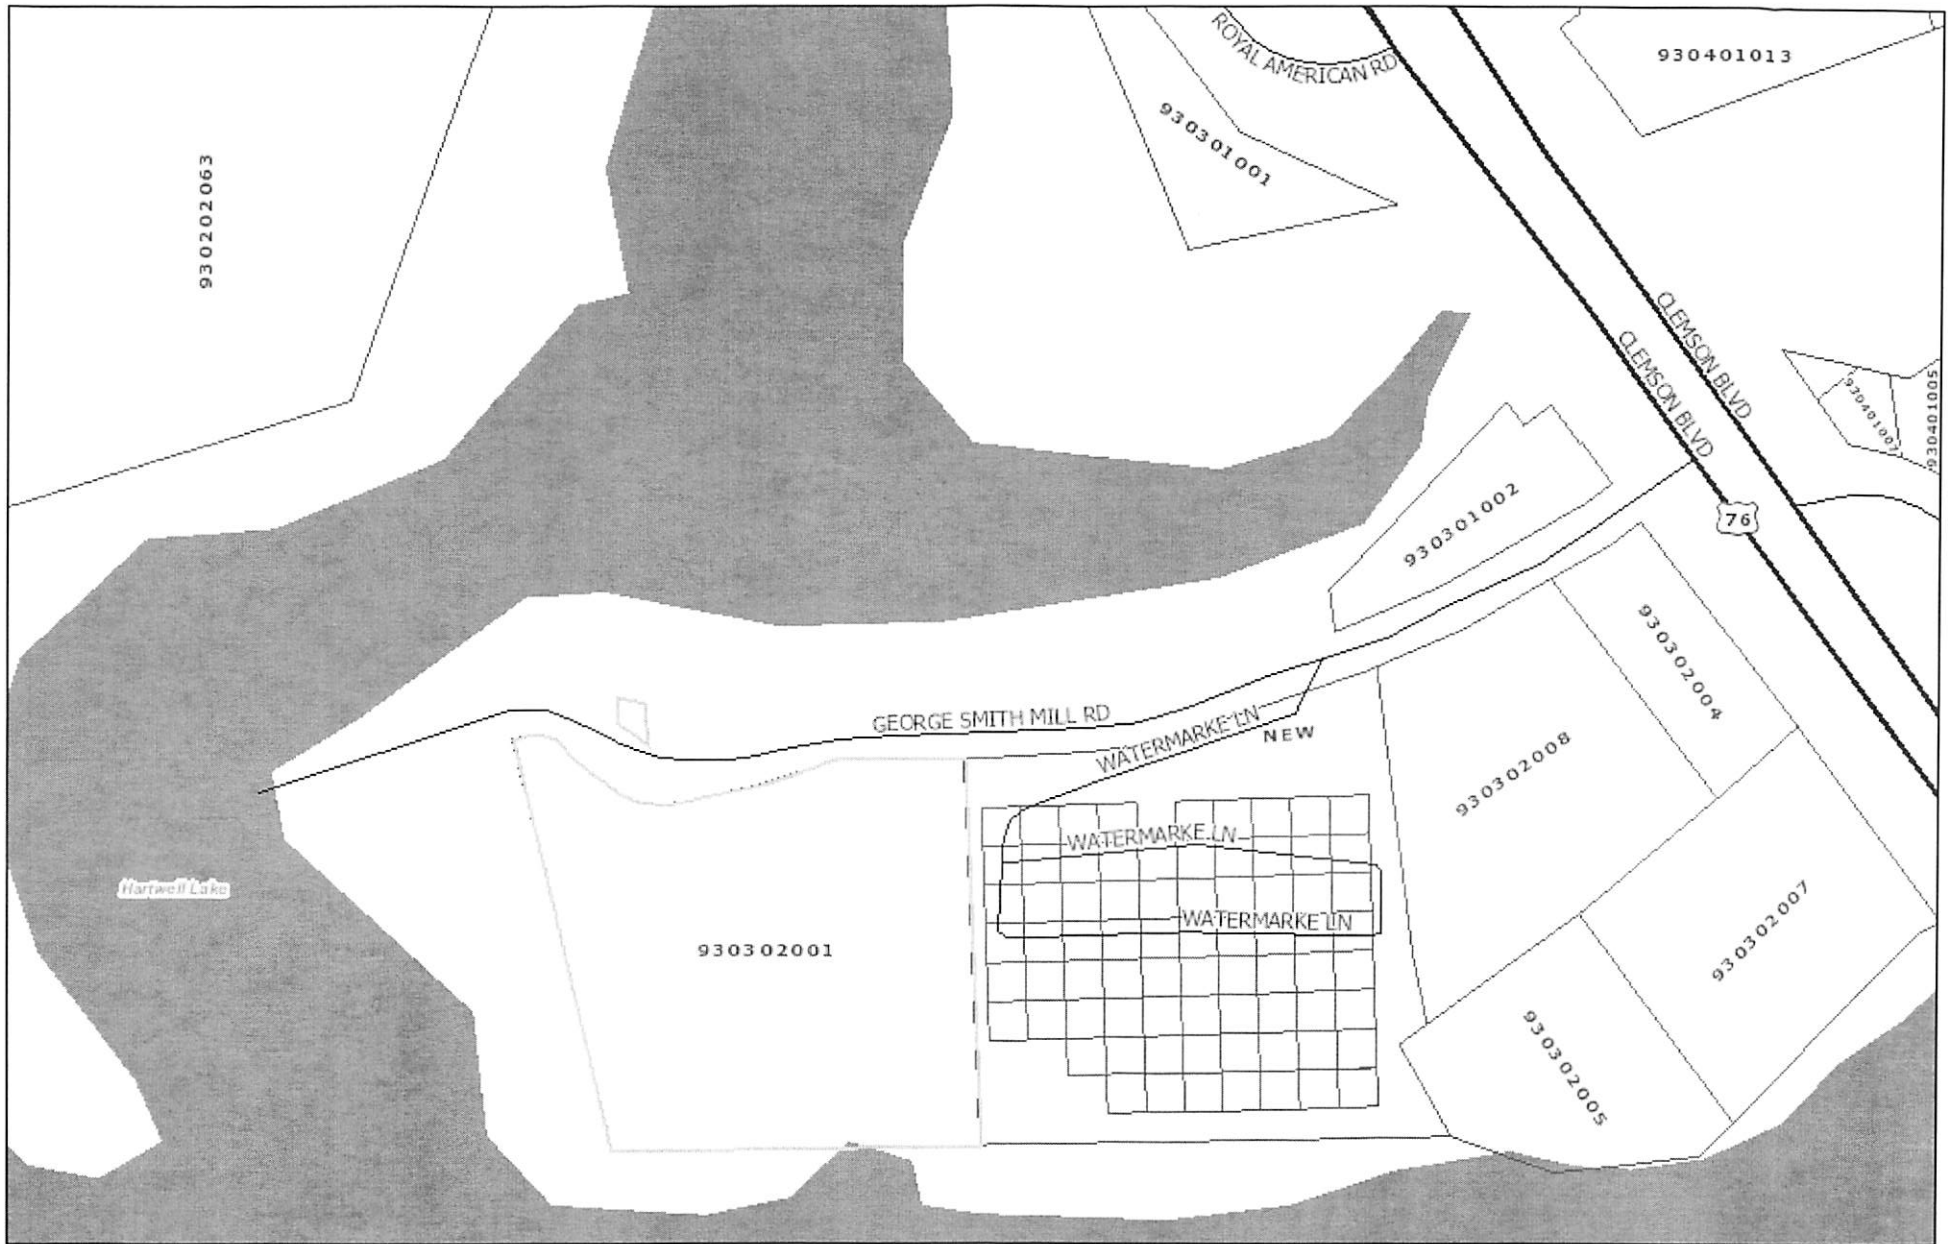 ROYAL AMERICAN RD
930401013
930301001
930202063
CLEMSON BLVD
CLEMSON BLVD
930401007
930401005
930301002
76
930302004
GEORGE SMITH MILL RD
WATERMARKE LN
NEW
930302008
WATERMARKE LN
Hartwell Lake
WATERMARKE LN
930302001
930302007
930302005